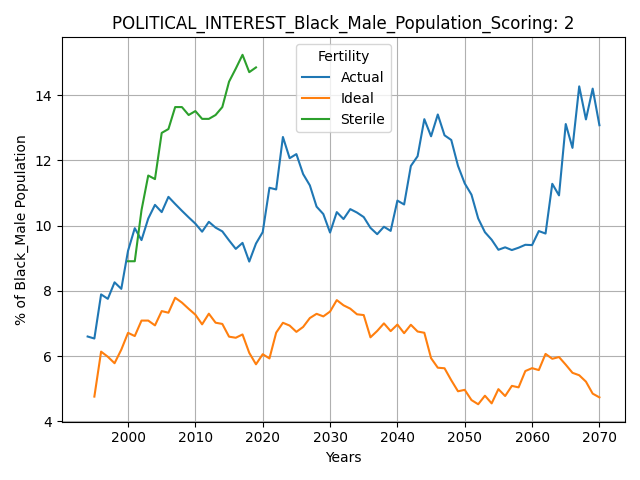 POLITICAL_INTEREST_Black_Male_Population_Scoring: 2
Fertility
Actual
Ideal
Sterile
% of Black_Male Population
14
12
10
8
6
4
2000 2010 2020 2030 2040 2050 2060 2070
Years